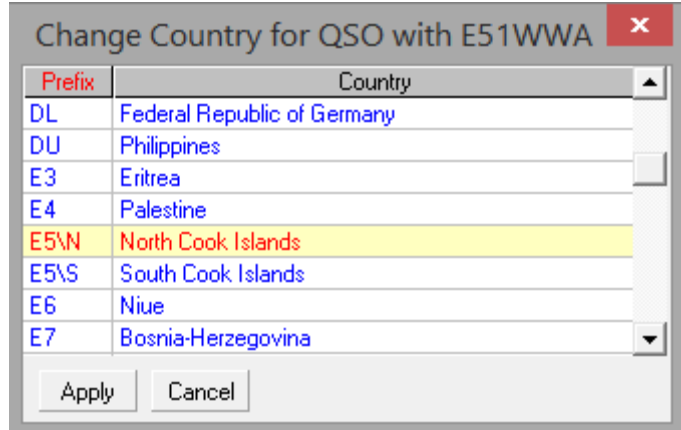 Change Country for QSO with E51WWA x
Prefix Country
DL Federal Republic of Germany
DU Philippines
E3 Eritrea
E4 Palestine
E5\N North Cook Islands
E5\S South Cook Islands
E6 Niue
E7 Bosnia-Herzegovina
Apply Cancel